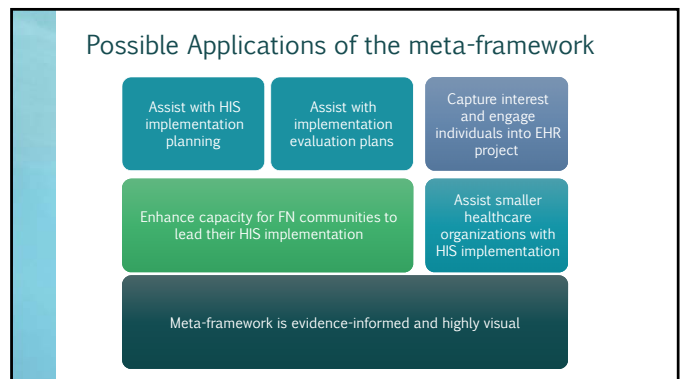 Possible Applications of the meta-framework
Assist with HIS
implementation
planning
Assist with
implementation
evaluation plans
Capture interest
and engage
individuals into EHR
project
Enhance capacity for FN communities to
lead their HIS implementation
Assist smaller
healthcare
organizations with
HIS implementation
Meta-framework is evidence-informed and highly visual